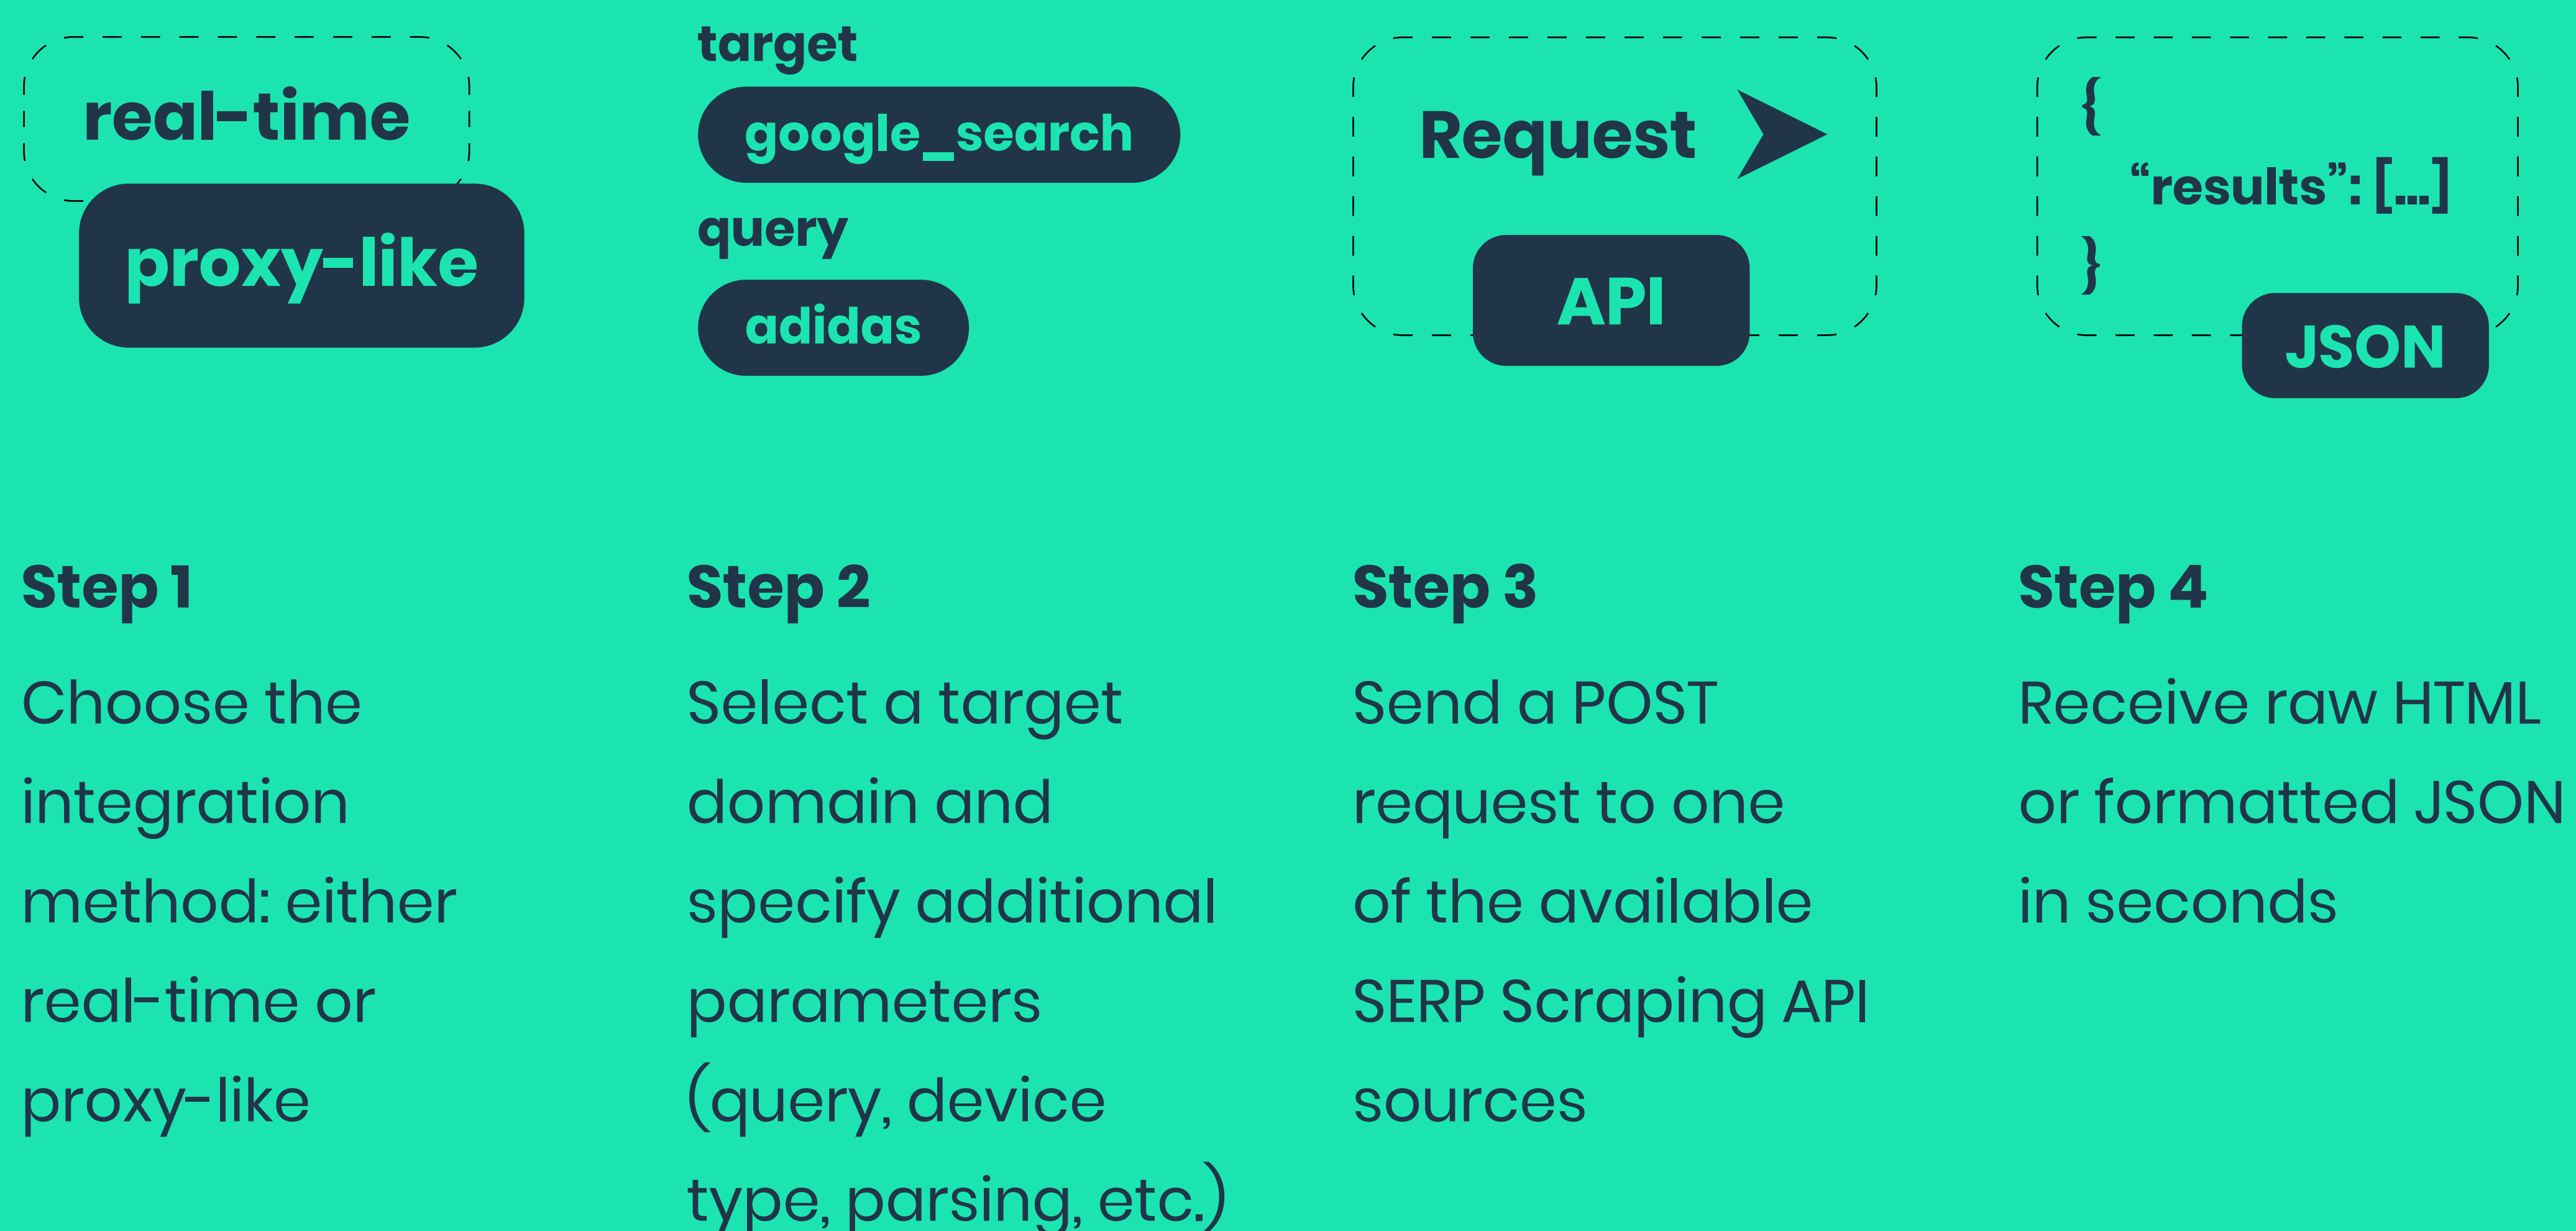 real-time
proxy-like
target
google_search
query
adidas
Request
API
{
“results”: [...]
}
JSON
Step 1
Choose the
integration
method: either
real-time or
proxy-like
Step 2
Select a target
domain and
specify additional
parameters
(query, device
type, parsing, etc.)
Step 3
Send a POST
request to one
of the available
SERP Scraping API
sources
Step 4
Receive raw HTML
or formatted JSON
in seconds